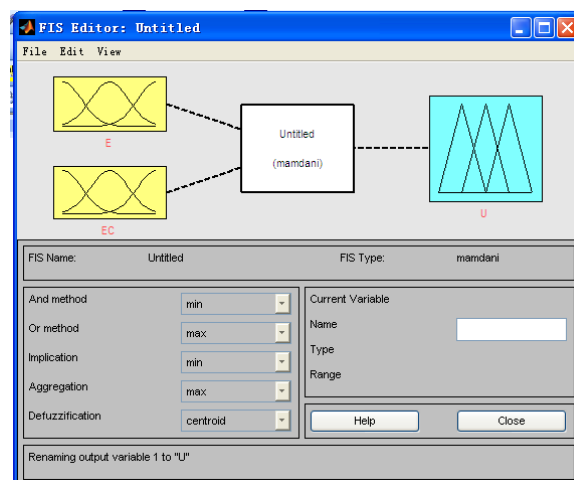 FIS Editor: Untitled
File Edit View
E
EC
Untitled
(mamdani)
U
FIS Name: Untitled FIS Type: mamdani
And method min
Or method max
Implication min
Aggregation max
Defuzzification centroid
Current Variable
Name
Type
Range
Help Close
Renaming output variable 1 to "U"